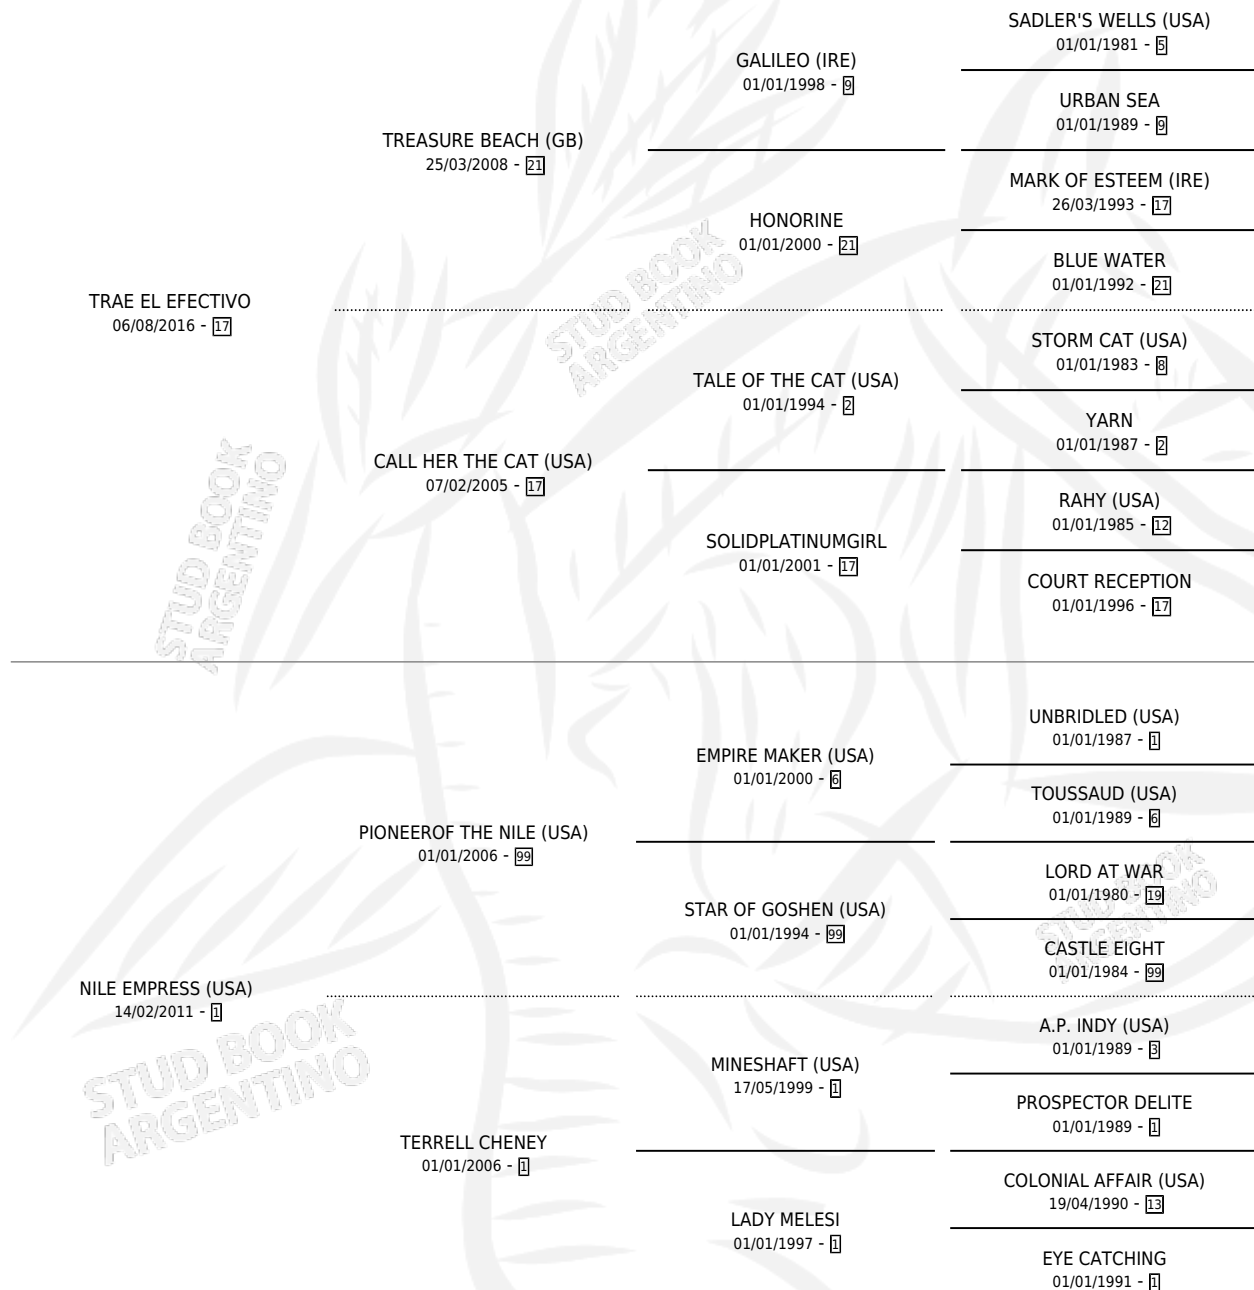 SADLER'S WELLS (USA)
01/01/1981 - 5
GALILEO (IRE)
01/01/1998 - 9
URBAN SEA
01/01/1989 - 9
TREASURE BEACH (GB)
25/03/2008 - 21
MARK OF ESTEEM (IRE)
26/03/1993 - 17
HONORINE
01/01/2000 - 21
BLUE WATER
01/01/1992 - 21
TRAE EL EFECTIVO
06/08/2016 - 17
STORM CAT (USA)
01/01/1983 - 8
TALE OF THE CAT (USA)
01/01/1994 - 2
YARN
01/01/1987 - 2
CALL HER THE CAT (USA)
07/02/2005 - 17
RAHY (USA)
01/01/1985 - 12
SOLIDPLATINUMGIRL
01/01/2001 - 17
COURT RECEPTION
01/01/1996 - 17
STUD BOOK
ARGENTINO
STUD BOOK
ARGENTINO
UNBRIDLED (USA)
01/01/1987 - 1
EMPIRE MAKER (USA)
01/01/2000 - 6
TOUSSAUD (USA)
01/01/1989 - 6
PIONEEROF THE NILE (USA)
01/01/2006 - 99
LORD AT WAR
01/01/1980 - 19
STAR OF GOSHEN (USA)
01/01/1994 - 99
CASTLE EIGHT
01/01/1984 - 99
NILE EMPRESS (USA)
14/02/2011 - 1
A.P. INDY (USA)
01/01/1989 - 3
MINESHAFT (USA)
17/05/1999 - 1
PROSPECTOR DELITE
01/01/1989 - 1
TERRELL CHENEY
01/01/2006 - 1
COLONIAL AFFAIR (USA)
19/04/1990 - 13
LADY MELESI
01/01/1997 - 1
EYE CATCHING
01/01/1991 - 1
STUD BOOK
ARGENTINO
STUD BOOK
ARGENTINO